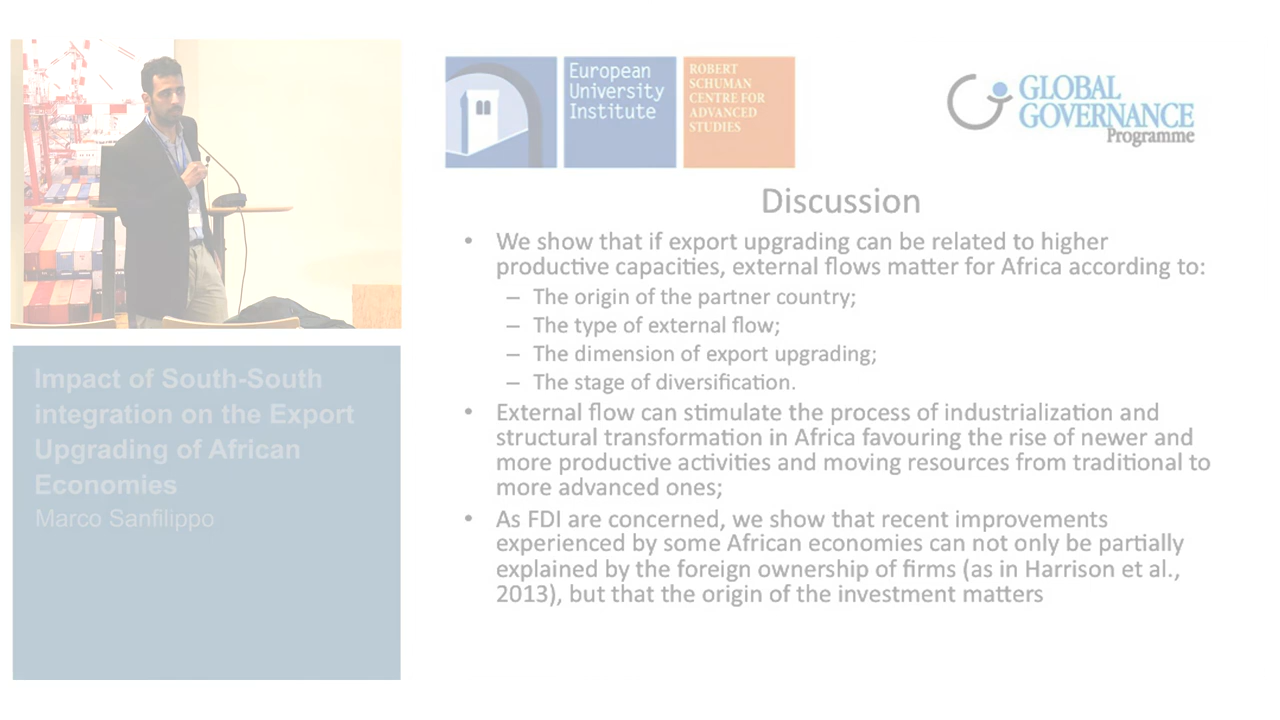 European
University
Institute
ROBERT
SCHUMAN
CENTRE FOR
ADVANCED
STUDIES
GLOBAL
GOVERNANCE
Programme
Impact of South-South
integration on the Export
Upgrading of African
Economies
Marco Sanfilippo
Discussion
• We show that if export upgrading can be related to higher
productive capacities, external flows matter for Africa according to:
– The origin of the partner country;
– The type of external flow;
– The dimension of export upgrading;
– The stage of diversification.
• External flow can stimulate the process of industrialization and
structural transformation in Africa favouring the rise of newer and
more productive activities and moving resources from traditional to
more advanced ones;
• As FDI are concerned, we show that recent improvements
experienced by some African economies can not only be partially
explained by the foreign ownership of firms (as in Harrison et al.,
2013), but that the origin of the investment matters